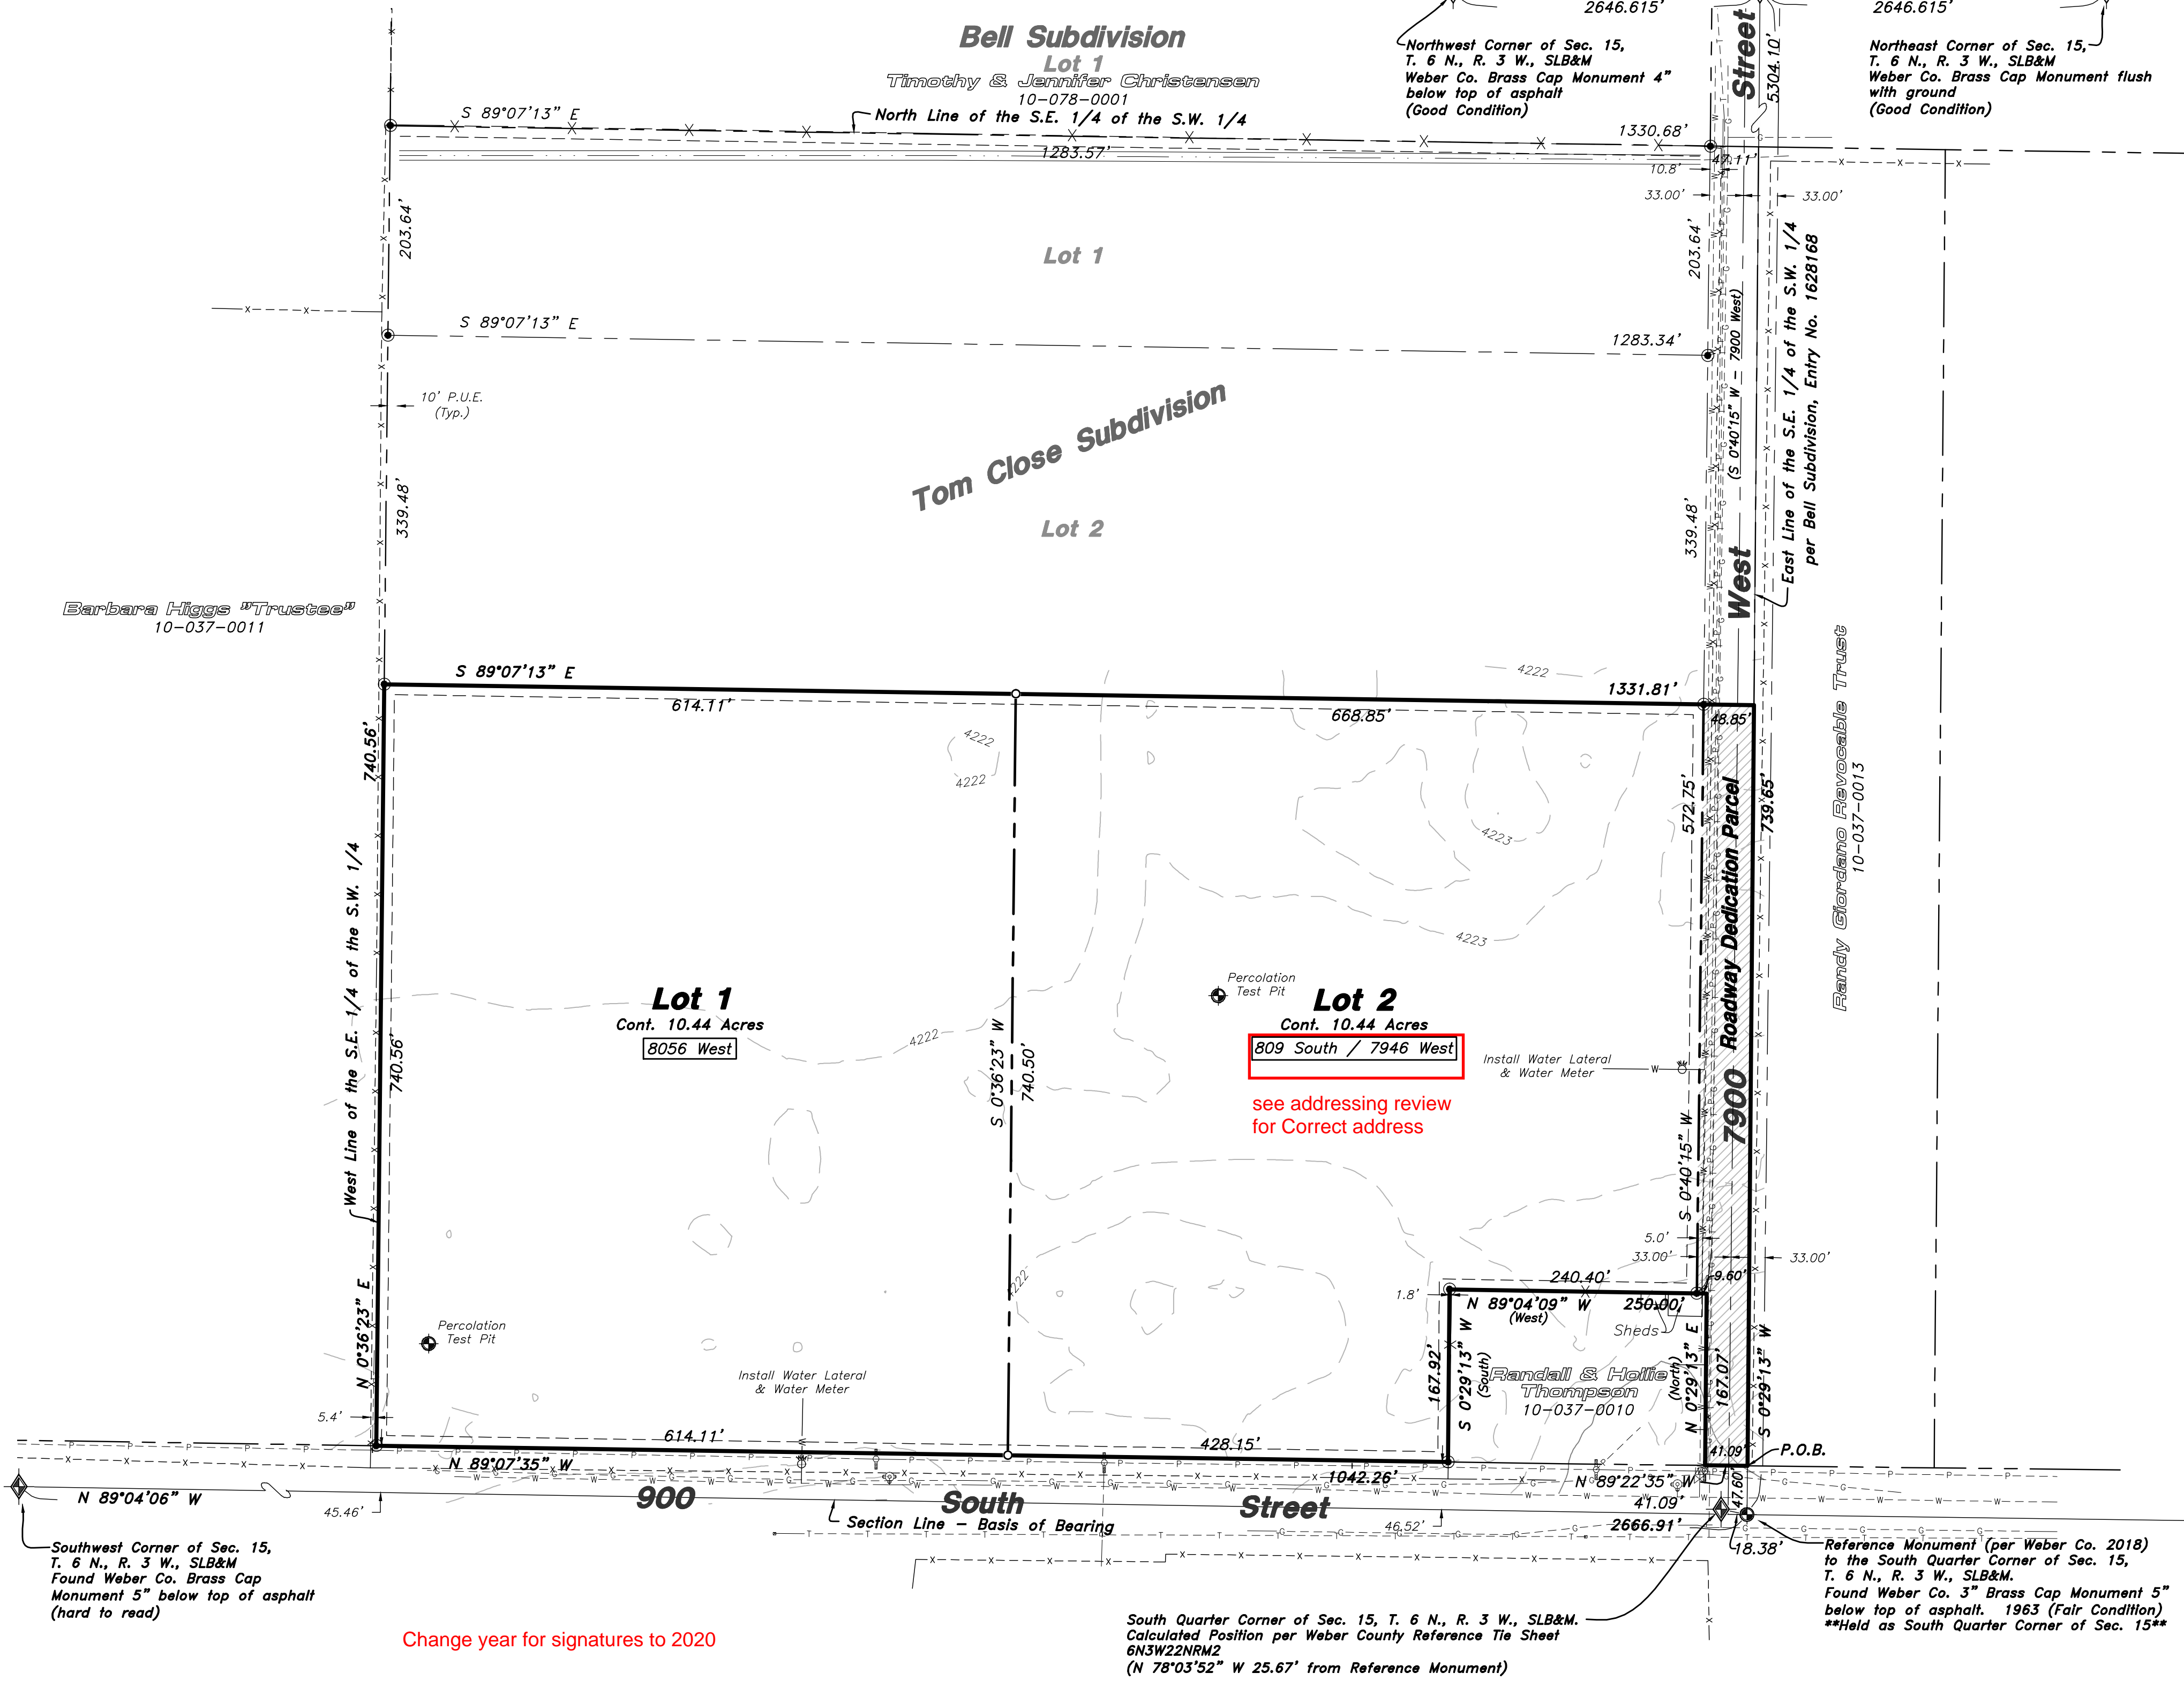 2646.615'
2646.615'
Bell Subdivision
Lot 1
Timothy & Jennifer Christensen
10-078-0001
North Line of the S.E. 1/4 of the S.W. 1/4
Northwest Corner of Sec. 15,
T. 6 N., R. 3 W., SLB&M
Weber Co. Brass Cap Monument 4"
below top of asphalt
(Good Condition)
Street
5304.10'
Northeast Corner of Sec. 15,
T. 6 N., R. 3 W., SLB&M
Weber Co. Brass Cap Monument flush
with ground
(Good Condition)
S 89°07'13" E
1283.57'
1330.68'
47.11'
10.8'
33.00'
33.00'
203.64'
Lot 1
203.64'
S 89°07'13" E
1283.34'
(S 0°40'15" W - 7900 West)
East Line of the S.E. 1/4 of the S.W. 1/4
per Bell Subdivision, Entry No. 1628168
10' P.U.E.
(Typ.)
Tom Close Subdivision
339.48'
Lot 2
339.48'
West
Barbara Higgs "Trustee"
10-037-0011
Randy Giordano Revocable Trust
10-037-0013
S 89°07'13" E
614.11'
668.85'
4222
1331.81'
48.85'
740.56'
4222
4222
4223
4223
572.75'
Roadway Dedication Parcel
739.65'
West Line of the S.E. 1/4 of the S.W. 1/4
740.56'
Lot 1
Cont. 10.44 Acres
8056 West
4222
S 0°36'23" W
740.50'
Percolation
Test Pit
Lot 2
Cont. 10.44 Acres
809 South / 7946 West
see addressing review
for Correct address
Install Water Lateral
& Water Meter
W
7900
S 0°40'15" W
5.0'
33.00'
33.00'
N 0°36'23" E
4222
1.8'
240.40'
9.60'
N 89°04'09" W
250.00'
(West)
Sheds
Percolation
Test Pit
Install Water Lateral
& Water Meter
167.92'
S 0°29'13" W
(South)
Randall & Hollie
Thompson
10-037-0010
(North)
N 0°29'13" E
167.07'
S 0°29'13" W
5.4'
614.11'
428.15'
41.09'
P.O.B.
N 89°07'35" W
1042.26'
N 89°22'35" W
41.09'
47.60'
N 89°04'06" W
45.46'
900 South Street
Section Line - Basis of Bearing
46.52'
2666.91'
18.38'
Southwest Corner of Sec. 15,
T. 6 N., R. 3 W., SLB&M
Found Weber Co. Brass Cap
Monument 5" below top of asphalt
(hard to read)
Reference Monument (per Weber Co. 2018)
to the South Quarter Corner of Sec. 15,
T. 6 N., R. 3 W., SLB&M.
Found Weber Co. 3" Brass Cap Monument 5"
below top of asphalt. 1963 (Fair Condition)
**Held as South Quarter Corner of Sec. 15**
South Quarter Corner of Sec. 15, T. 6 N., R. 3 W., SLB&M.
Calculated Position per Weber County Reference Tie Sheet
6N3W22NRM2
(N 78°03'52" W 25.67' from Reference Monument)
Change year for signatures to 2020